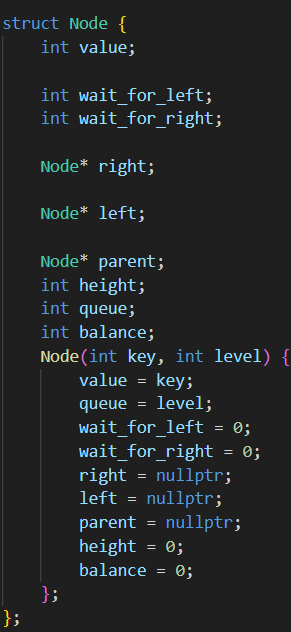 struct Node {
    int value;

    int wait_for_left;
    int wait_for_right;

    Node* right;

    Node* left;

    Node* parent;
    int height;
    int queue;
    int balance;
    Node(int key, int level) {
        value = key;
        queue = level;
        wait_for_left = 0;
        wait_for_right = 0;
        right = nullptr;
        left = nullptr;
        parent = nullptr;
        height = 0;
        balance = 0;
    };
};